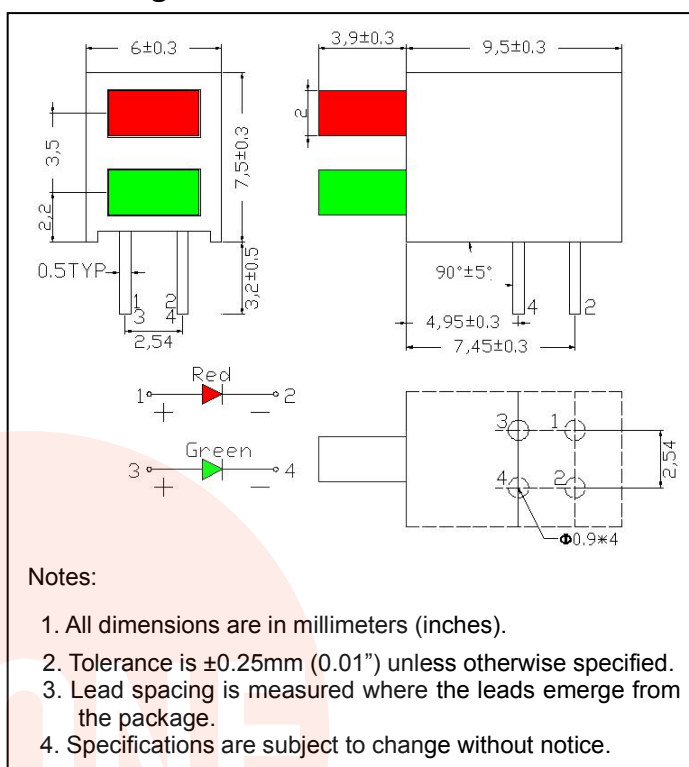 6±0.3
3,9±0.3
9,5±0.3
3,5
2,2
7,5±0.3
2
0.5TYP
3,2±0.5
1 2
3 4
2,54
90°±5°
4
2
4,95±0.3
7,45±0.3
Red
1 2
+ −
Green
3 4
+ −
3 1
4 2
2,54
Φ0.9*4
Notes:
1. All dimensions are in millimeters (inches).
2. Tolerance is ±0.25mm (0.01”) unless otherwise specified.
3. Lead spacing is measured where the leads emerge from
the package.
4. Specifications are subject to change without notice.